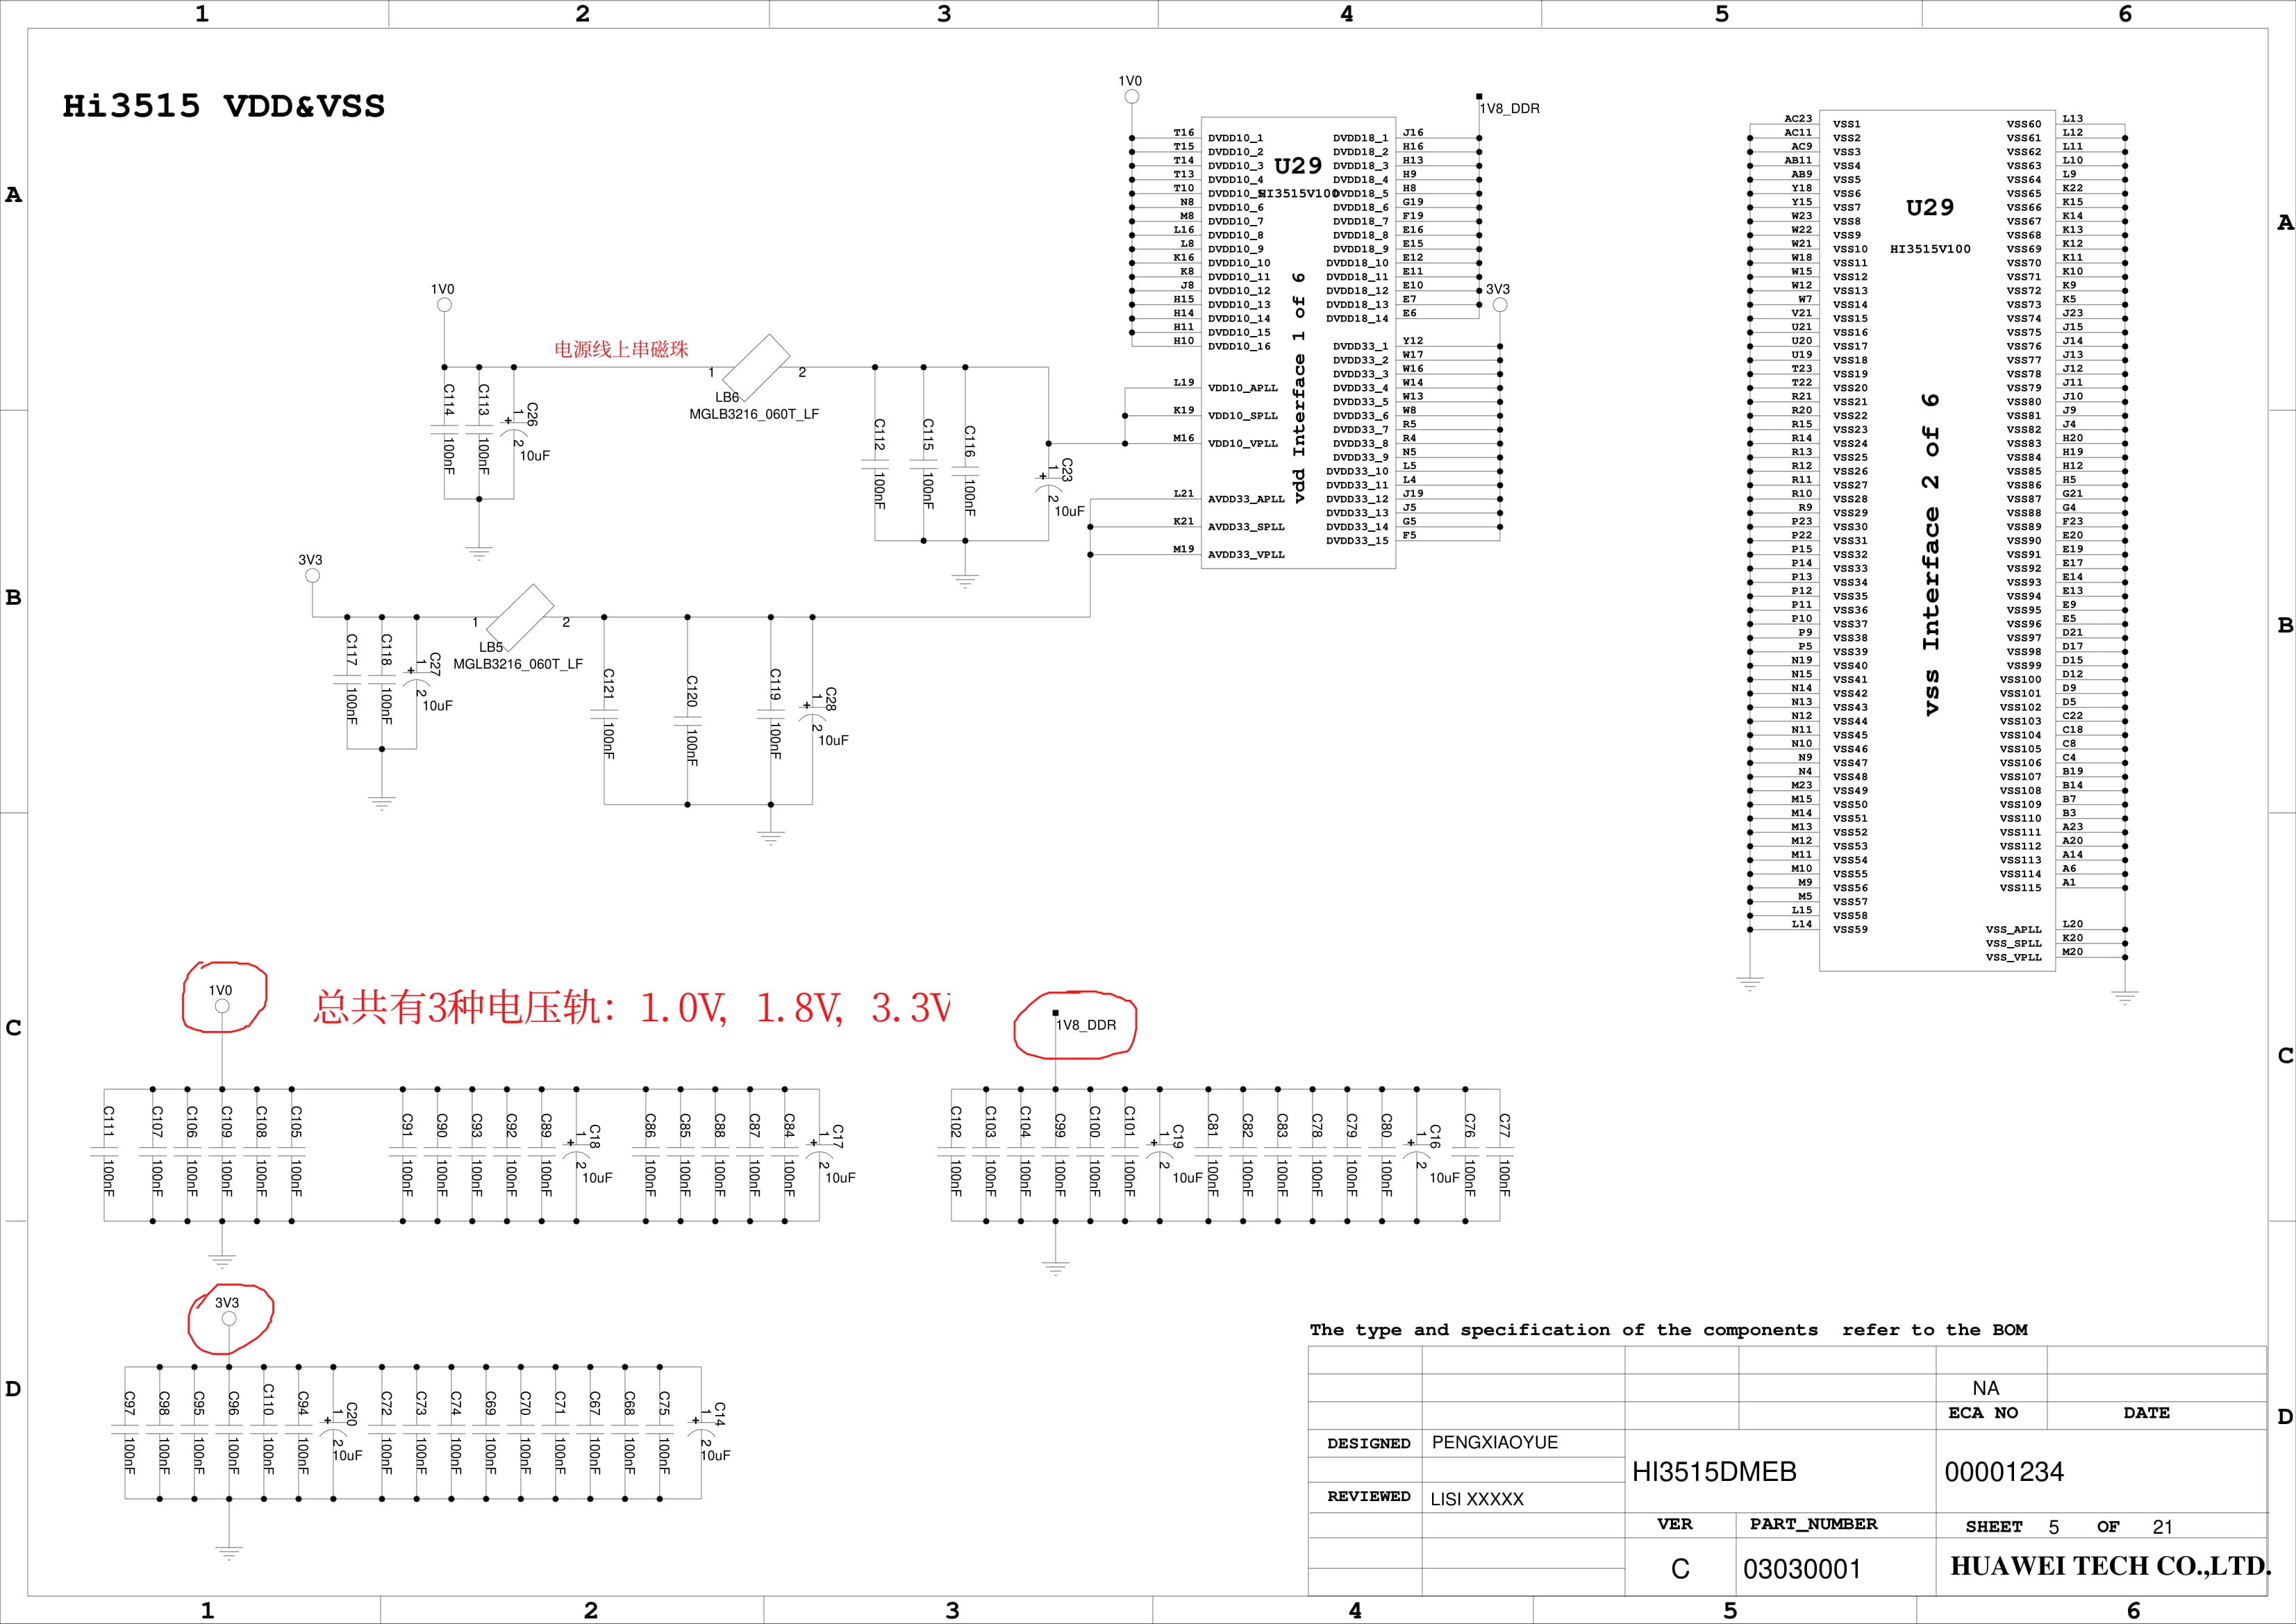 1 2 3 4 5 6
Hi3515 VDD&VSS
A
B
C
D
1V0
1V8_DDR
U29
HI3515V100
vdd Interface 1 of 6
T16 DVDD10_1 DVDD18_1 J16
T15 DVDD10_2 DVDD18_2 H16
T14 DVDD10_3 DVDD18_3 H13
T13 DVDD10_4 DVDD18_4 H9
T10 DVDD10_5 DVDD18_5 H8
N8 DVDD10_6 DVDD18_6 G19
M8 DVDD10_7 DVDD18_7 F19
L16 DVDD10_8 DVDD18_8 E16
L8 DVDD10_9 DVDD18_9 E15
K16 DVDD10_10 DVDD18_10 E12
K8 DVDD10_11 DVDD18_11 E11
J8 DVDD10_12 DVDD18_12 E10
H15 DVDD10_13 DVDD18_13 E7
H14 DVDD10_14 DVDD18_14 E6
H11 DVDD10_15
3V3
H10 DVDD10_16 DVDD33_1 Y12
DVDD33_2 W17
DVDD33_3 W16
L19 VDD10_APLL DVDD33_4 W14
DVDD33_5 W13
K19 VDD10_SPLL DVDD33_6 W8
DVDD33_7 R5
M16 VDD10_VPLL DVDD33_8 R4
DVDD33_9 N5
DVDD33_10 L5
DVDD33_11 L4
L21 AVDD33_APLL DVDD33_12 J19
DVDD33_13 J5
K21 AVDD33_SPLL DVDD33_14 G5
DVDD33_15 F5
M19 AVDD33_VPLL
U29
HI3515V100
vss Interface 2 of 6
AC23 VSS1 VSS60 L13
AC11 VSS2 VSS61 L12
AC9 VSS3 VSS62 L11
AB11 VSS4 VSS63 L10
AB9 VSS5 VSS64 L9
Y18 VSS6 VSS65 K22
Y15 VSS7 VSS66 K15
W23 VSS8 VSS67 K14
W22 VSS9 VSS68 K13
W21 VSS10 VSS69 K12
W18 VSS11 VSS70 K11
W15 VSS12 VSS71 K10
W12 VSS13 VSS72 K9
W7 VSS14 VSS73 K5
V21 VSS15 VSS74 J23
U21 VSS16 VSS75 J15
U20 VSS17 VSS76 J14
U19 VSS18 VSS77 J13
T23 VSS19 VSS78 J12
T22 VSS20 VSS79 J11
R21 VSS21 VSS80 J10
R20 VSS22 VSS81 J9
R15 VSS23 VSS82 J4
R14 VSS24 VSS83 H20
R13 VSS25 VSS84 H19
R12 VSS26 VSS85 H12
R11 VSS27 VSS86 H5
R10 VSS28 VSS87 G21
R9 VSS29 VSS88 G4
P23 VSS30 VSS89 F23
P22 VSS31 VSS90 E20
P15 VSS32 VSS91 E19
P14 VSS33 VSS92 E17
P13 VSS34 VSS93 E14
P12 VSS35 VSS94 E13
P11 VSS36 VSS95 E9
P10 VSS37 VSS96 E5
P9 VSS38 VSS97 D21
P5 VSS39 VSS98 D17
N19 VSS40 VSS99 D15
N15 VSS41 VSS100 D12
N14 VSS42 VSS101 D9
N13 VSS43 VSS102 D5
N12 VSS44 VSS103 C22
N11 VSS45 VSS104 C18
N10 VSS46 VSS105 C8
N9 VSS47 VSS106 C4
N4 VSS48 VSS107 B19
M23 VSS49 VSS108 B14
M15 VSS50 VSS109 B7
M14 VSS51 VSS110 B3
M13 VSS52 VSS111 A23
M12 VSS53 VSS112 A20
M11 VSS54 VSS113 A14
M10 VSS55 VSS114 A6
M9 VSS56 VSS115 A1
M5 VSS57
L15 VSS58
L14 VSS59 VSS_APLL L20
VSS_SPLL K20
VSS_VPLL M20
1V0
电源线上串磁珠
1 2
LB6
MGLB3216_060T_LF
C114 100nF
C113 100nF
+ 1 C26 2 10uF
C112 100nF
C115 100nF
C116 100nF
+ 1 C23 2 10uF
3V3
1 2
LB5
MGLB3216_060T_LF
C117 100nF
C118 100nF
+ 1 C27 2 10uF
C121 100nF
C120 100nF
C119 100nF
+ 1 C28 2 10uF
1V0
总共有3种电压轨：1.0V, 1.8V, 3.3V
C111 100nF
C107 100nF
C106 100nF
C109 100nF
C108 100nF
C105 100nF
C91 100nF
C90 100nF
C93 100nF
C92 100nF
C89 100nF
+ 1 C18 2 10uF
C86 100nF
C85 100nF
C88 100nF
C87 100nF
C84 100nF
+ 1 C17 2 10uF
1V8_DDR
C102 100nF
C103 100nF
C104 100nF
C99 100nF
C100 100nF
C101 100nF
+ 1 C19 2 10uF
C81 100nF
C82 100nF
C83 100nF
C78 100nF
C79 100nF
C80 100nF
+ 1 C16 2 10uF
C76 100nF
C77 100nF
3V3
C97 100nF
C98 100nF
C95 100nF
C96 100nF
C110 100nF
C94 100nF
+ 1 C20 2 10uF
C72 100nF
C73 100nF
C74 100nF
C69 100nF
C70 100nF
C71 100nF
C67 100nF
C68 100nF
C75 100nF
+ 1 C14 2 10uF
A
B
C
D
The type and specification of the components refer to the BOM
NA
ECA NO DATE
DESIGNED PENGXIAOYUE
HI3515DMEB 00001234
REVIEWED LISI XXXXX
VER PART_NUMBER SHEET 5 OF 21
C 03030001 HUAWEI TECH CO.,LTD.
1 2 3 4 5 6